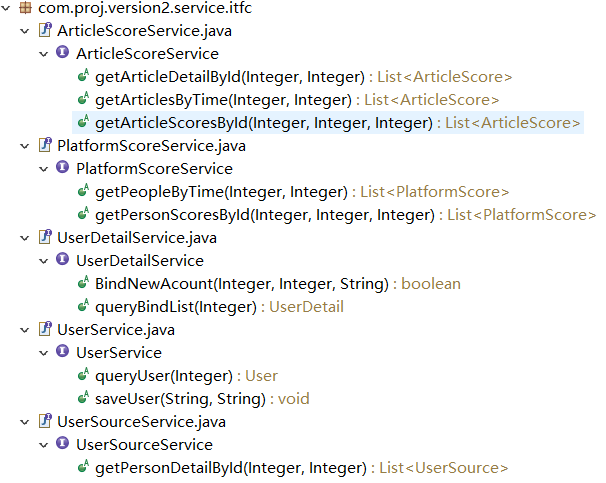 com.proj.version2.service.itfc
ArticleScoreService.java
ArticleScoreService
getArticleDetailById(Integer, Integer) : List<ArticleScore>
getArticlesByTime(Integer, Integer) : List<ArticleScore>
getArticleScoresById(Integer, Integer, Integer) : List<ArticleScore>
PlatformScoreService.java
PlatformScoreService
getPeopleByTime(Integer, Integer) : List<PlatformScore>
getPersonScoresById(Integer, Integer, Integer) : List<PlatformScore>
UserDetailService.java
UserDetailService
BindNewAcount(Integer, Integer, String) : boolean
queryBindList(Integer) : UserDetail
UserService.java
UserService
queryUser(Integer) : User
saveUser(String, String) : void
UserSourceService.java
UserSourceService
getPersonDetailById(Integer, Integer) : List<UserSource>